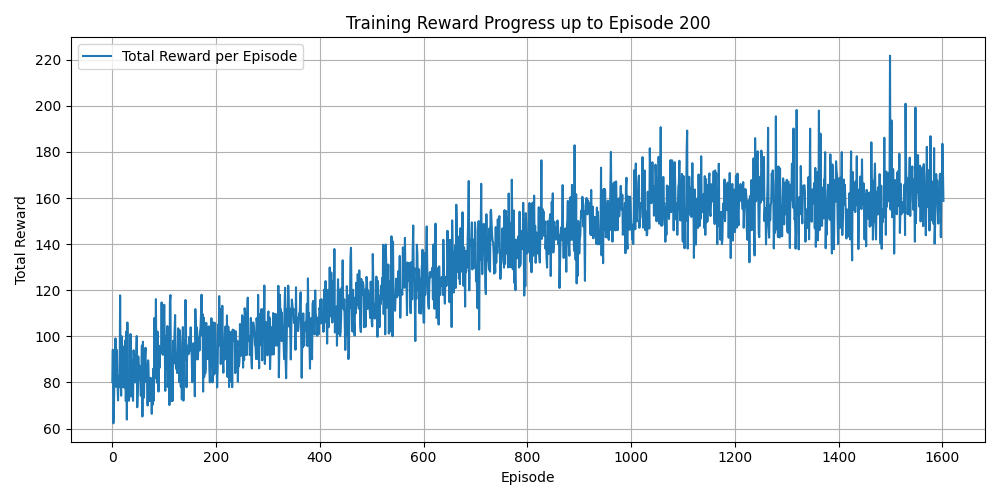 Training Reward Progress up to Episode 200
Total Reward per Episode
Total Reward
220
200
180
160
140
120
100
80
60
0 200 400 600 800 1000 1200 1400 1600
Episode